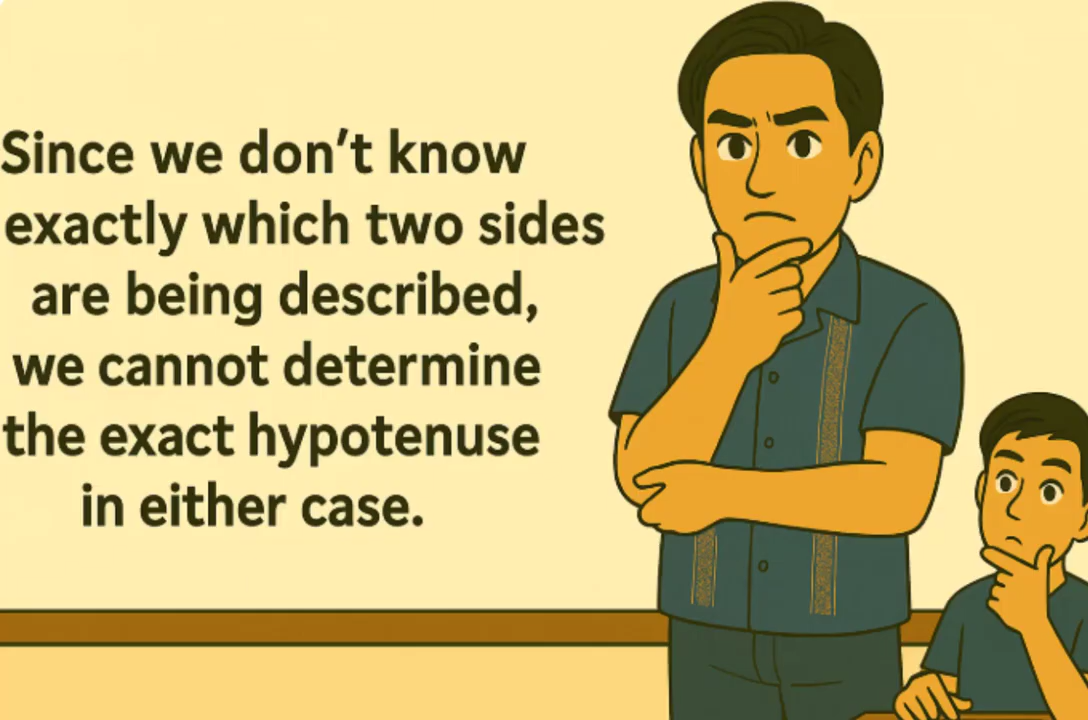 Since we don't know
exactly which two sides
are being described,
we cannot determine
the exact hypotenuse
in either case.